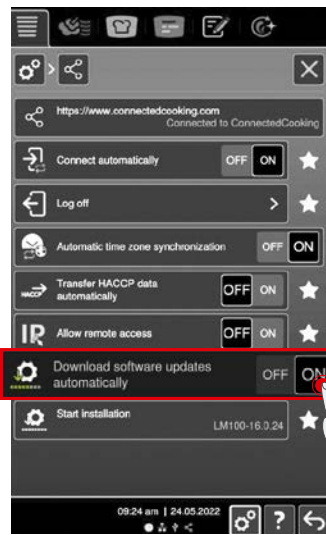 https://www.connectedcooking.com
Connected to ConnectedCooking
Connect automatically
OFF ON
Log off
Automatic time zone synchronization
OFF ON
HACCP
Transfer HACCP data
automatically
OFF ON
IR
Allow remote access
OFF ON
Download software updates
automatically
OFF ON
Start installation
LM100-16.0.24
09:24 am | 24.05.2022
?